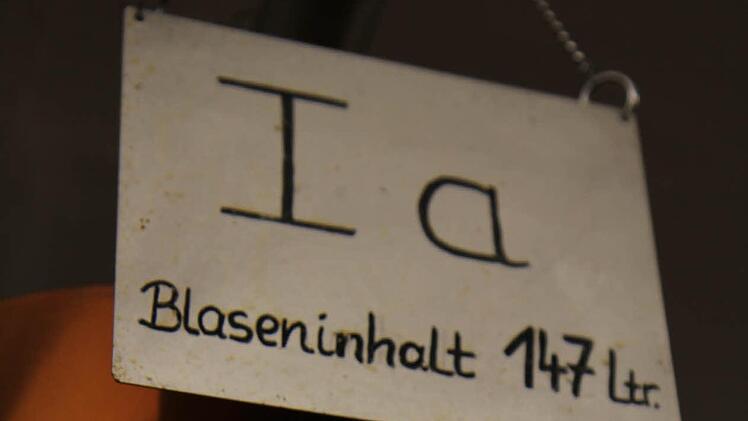 I a
Blaseninhalt 147 Ltr.